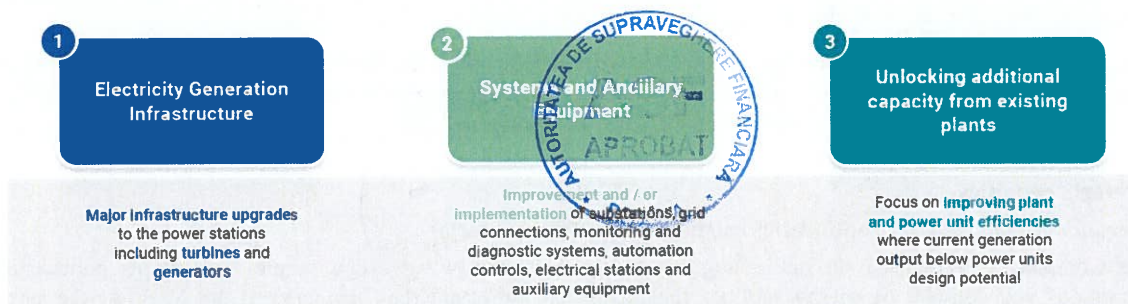 1
Electricity Generation
Infrastructure
Major infrastructure upgrades
to the power stations
including turbines and
generators
2
Systems and Ancillary
Equipment
Improvement and / or
implementation of substations, grid
connections, monitoring and
diagnostic systems, automation
controls, electrical stations and
auxiliary equipment
AUTORITATEA DE SUPRAVEGHERE FINANCIARA
APROBAT
3
Unlocking additional
capacity from existing
plants
Focus on improving plant
and power unit efficiencies
where current generation
output below power units
design potential